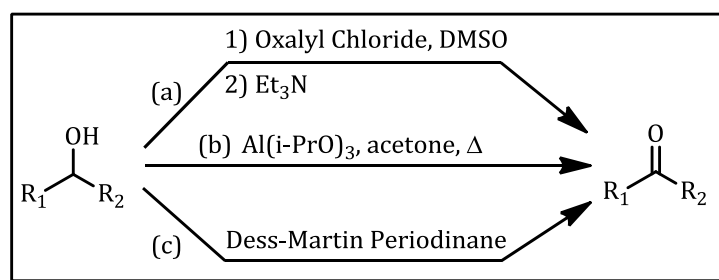 1) Oxalyl Chloride, DMSO
(a)
2) Et₃N
OH
R₁ R₂
(b) Al(i-PrO)₃, acetone, Δ
O
R₁ R₂
(c)
Dess-Martin Periodinane